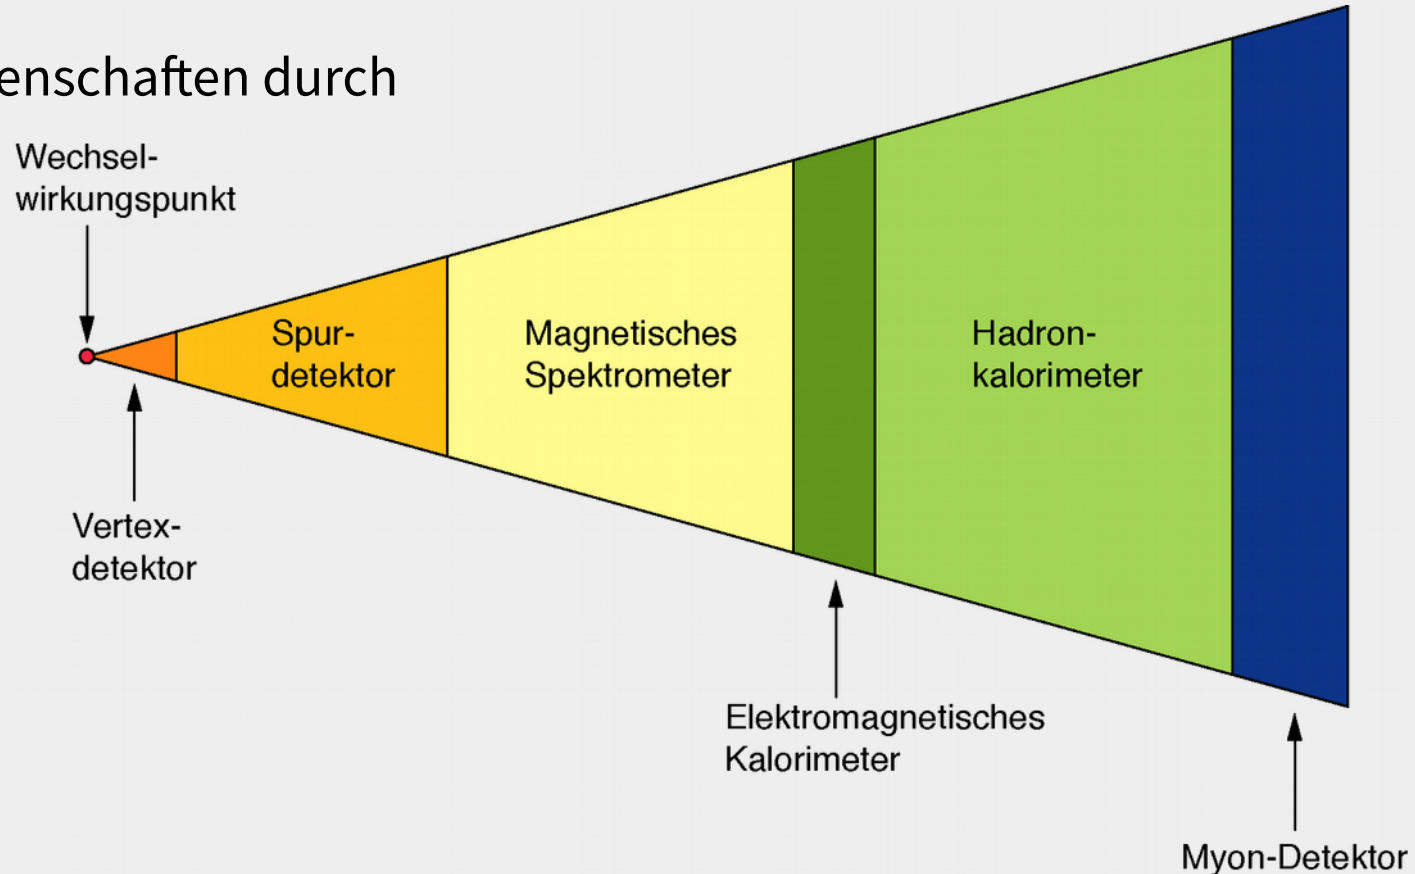 enschaften durch
Wechsel-
wirkungspunkt
Spur-
detektor
Magnetisches
Spektrometer
Hadron-
kalorimeter
Vertex-
detektor
Elektromagnetisches
Kalorimeter
Myon-Detektor